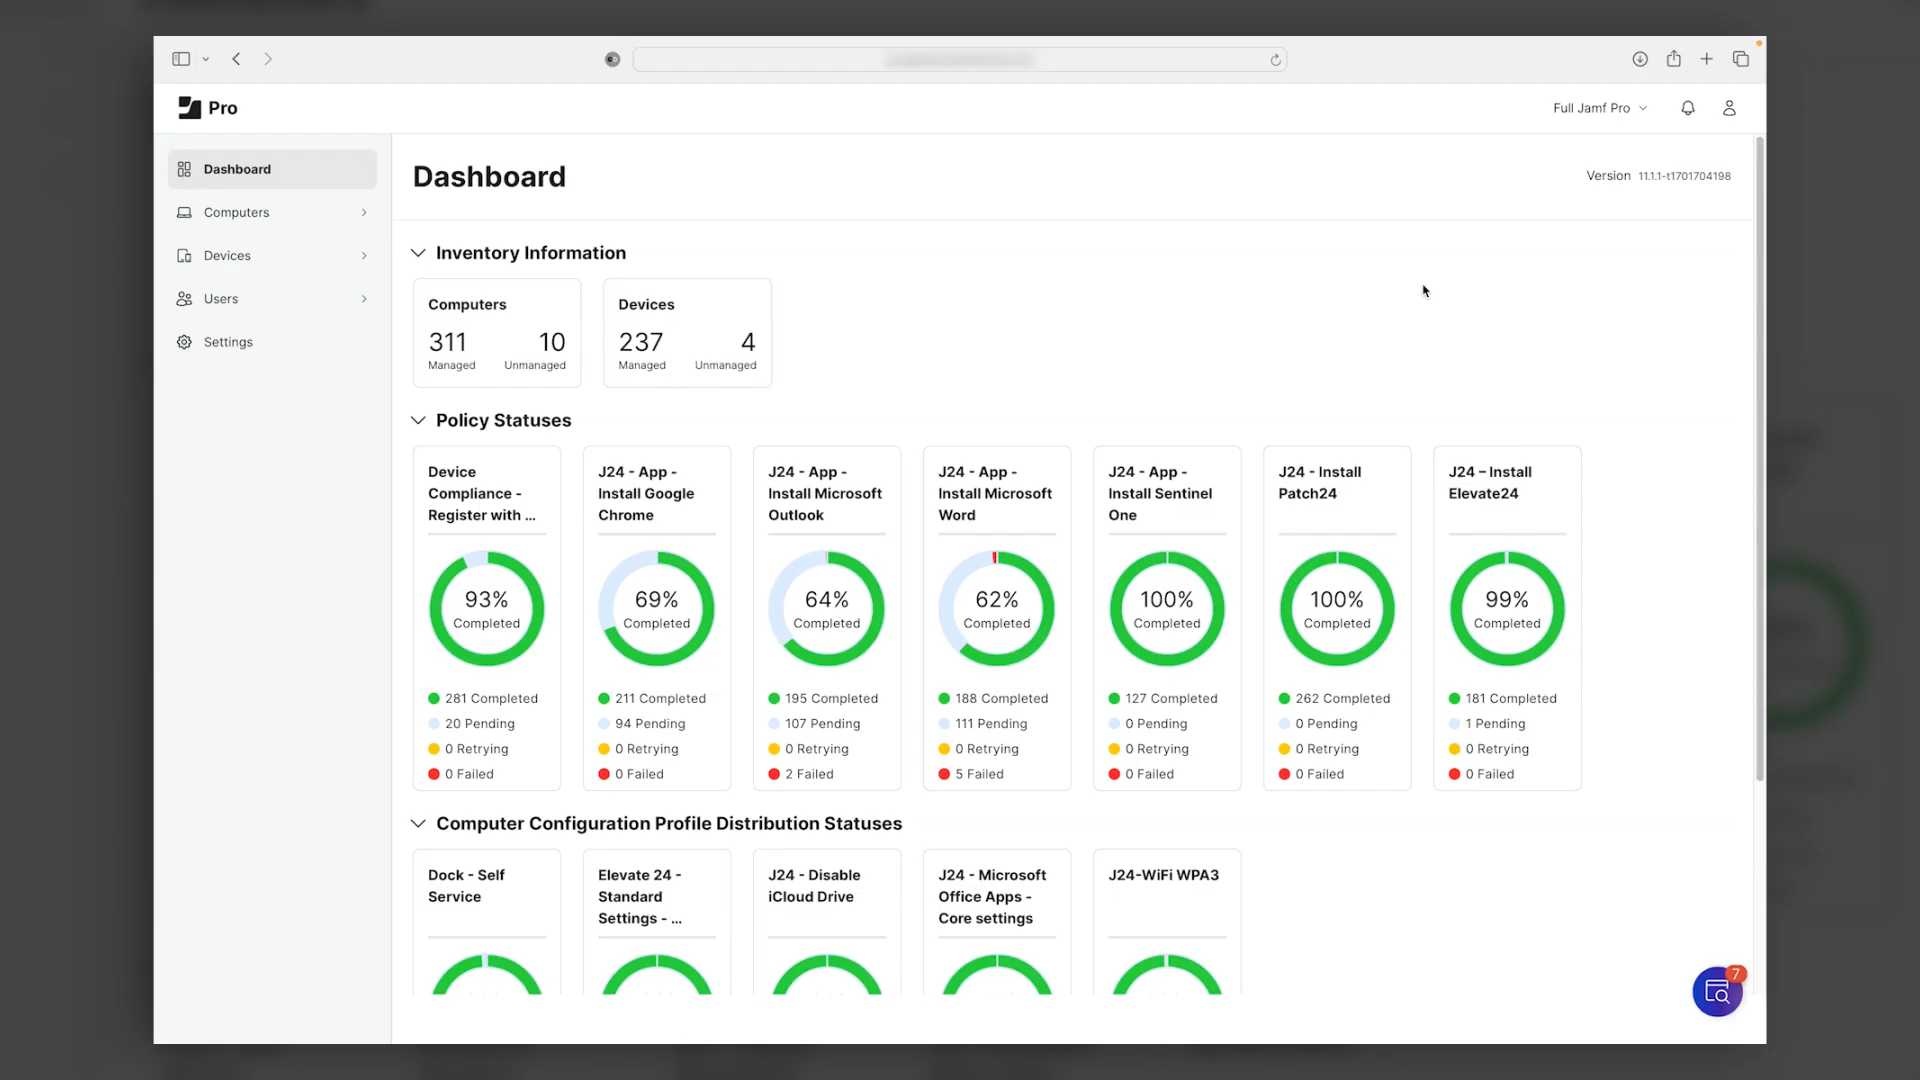 Pro
Full Jamf Pro
Dashboard
Computers
Devices
Users
Settings
Dashboard
Version 11.1.1-t1701704198
Inventory Information
Computers
311
Managed
10
Unmanaged
Devices
237
Managed
4
Unmanaged
Policy Statuses
Device
Compliance -
Register with ...
93%
Completed
281 Completed
20 Pending
0 Retrying
0 Failed
J24 - App -
Install Google
Chrome
69%
Completed
211 Completed
94 Pending
0 Retrying
0 Failed
J24 - App -
Install Microsoft
Outlook
64%
Completed
195 Completed
107 Pending
0 Retrying
2 Failed
J24 - App -
Install Microsoft
Word
62%
Completed
188 Completed
111 Pending
0 Retrying
5 Failed
J24 - App -
Install Sentinel
One
100%
Completed
127 Completed
0 Pending
0 Retrying
0 Failed
J24 - Install
Patch24
100%
Completed
262 Completed
0 Pending
0 Retrying
0 Failed
J24 – Install
Elevate24
99%
Completed
181 Completed
1 Pending
0 Retrying
0 Failed
Computer Configuration Profile Distribution Statuses
Dock - Self
Service
Elevate 24 -
Standard
Settings - ...
J24 - Disable
iCloud Drive
J24 - Microsoft
Office Apps -
Core settings
J24-WiFi WPA3
7